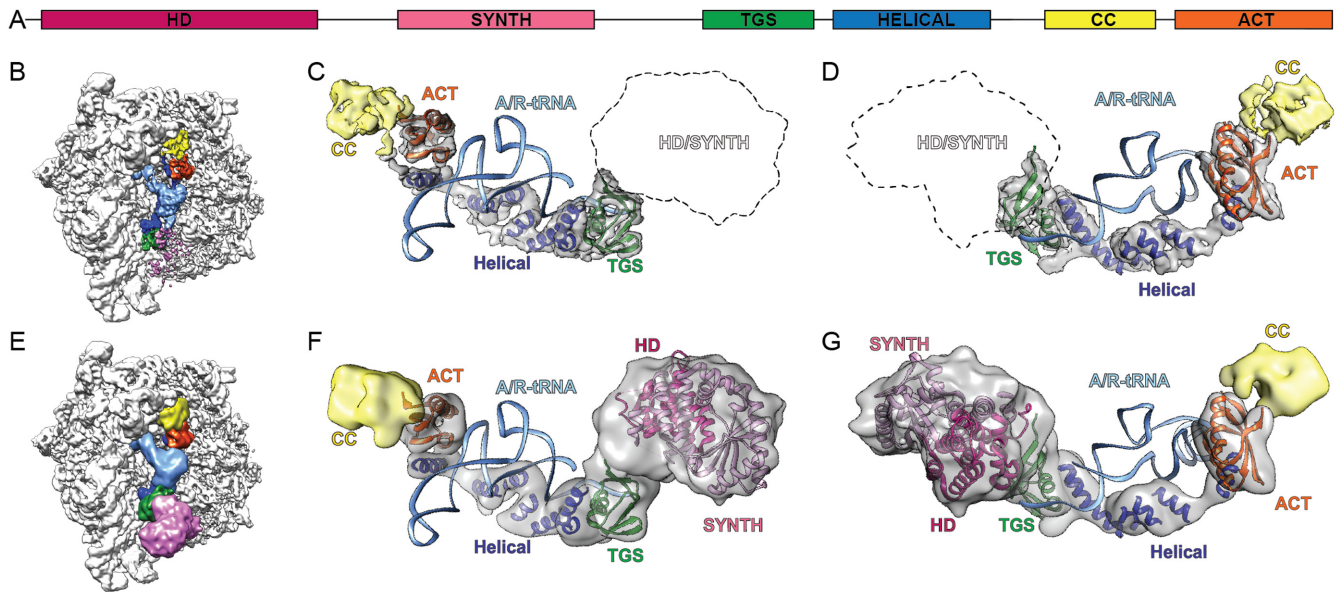 A HD SYNTH TGS HELICAL CC ACT
B C D
CC
ACT A/R-tRNA A/R-tRNA
HD/SYNTH HD/SYNTH
CC
ACT
TGS
Helical TGS Helical
E F G
HD SYNTH CC
ACT A/R-tRNA A/R-tRNA
CC
ACT
SYNTH HD TGS
Helical TGS Helical